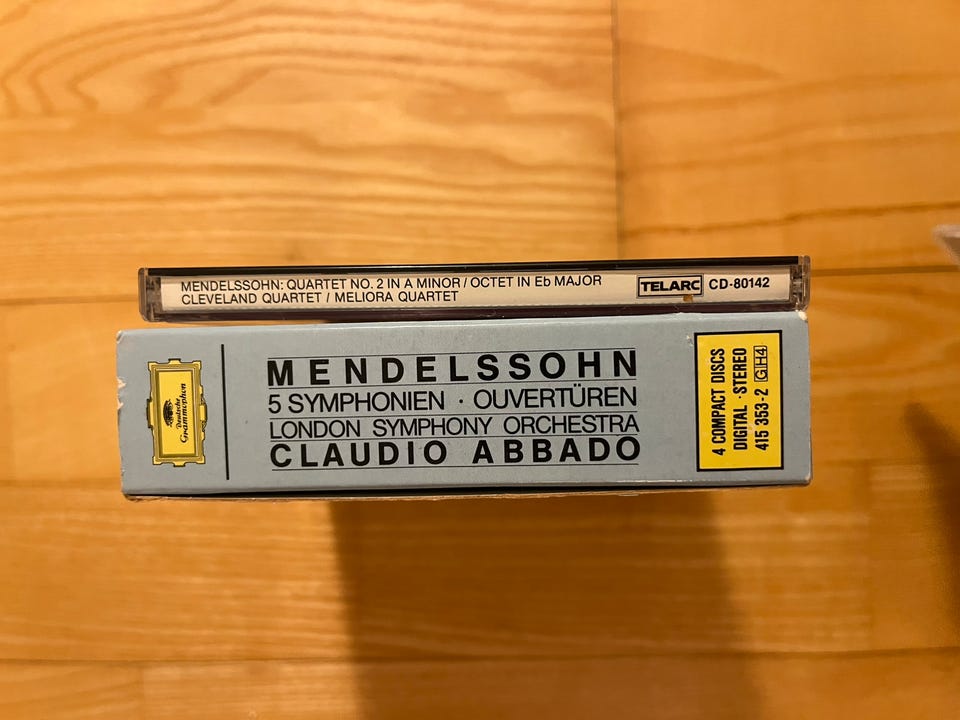 MENDELSSOHN: QUARTET NO. 2 IN A MINOR / OCTET IN Eb MAJOR
CLEVELAND QUARTET / MELIORA QUARTET
TELARC CD-80142
Deutsche
Grammophon
MENDELSSOHN
5 SYMPHONIEN · OUVERTÜREN
LONDON SYMPHONY ORCHESTRA
CLAUDIO ABBADO
4 COMPACT DISCS
DIGITAL · STEREO
415 353-2 GH4